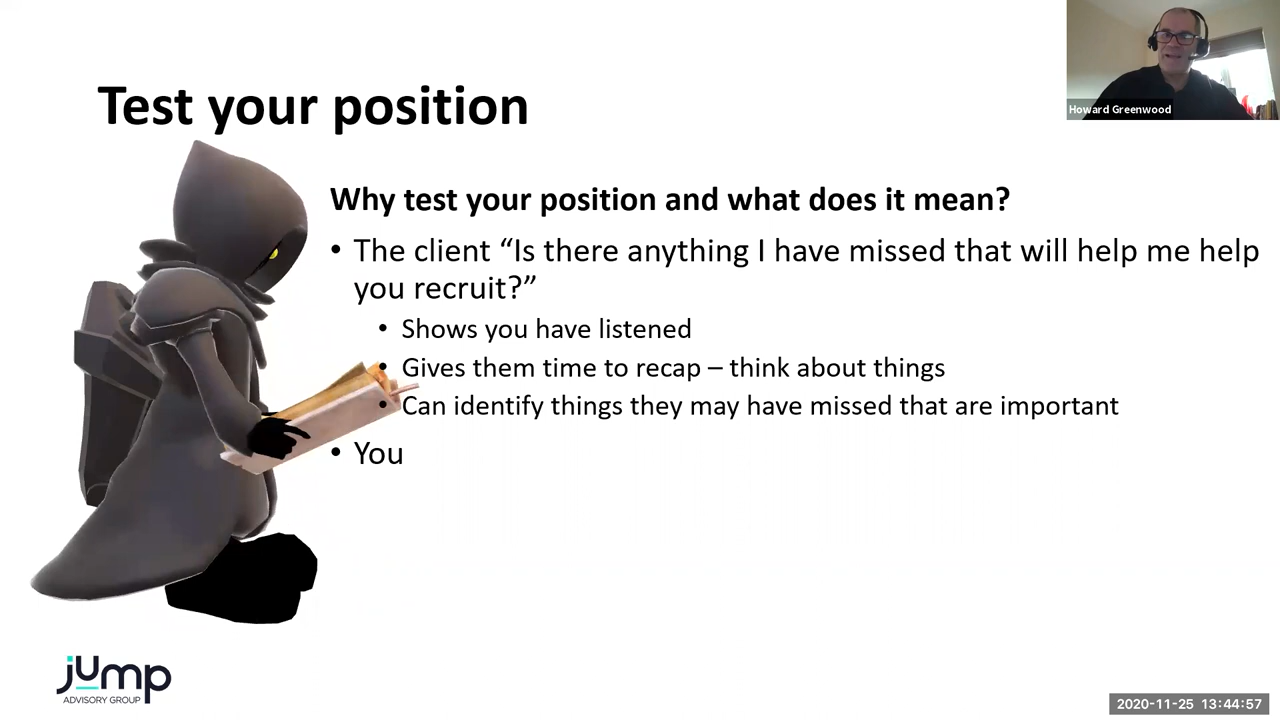 Test your position
Howard Greenwood
Why test your position and what does it mean?
• The client “Is there anything I have missed that will help me help
you recruit?”
• Shows you have listened
• Gives them time to recap – think about things
• Can identify things they may have missed that are important
• You
jump
ADVISORY GROUP
2020-11-25 13:44:57